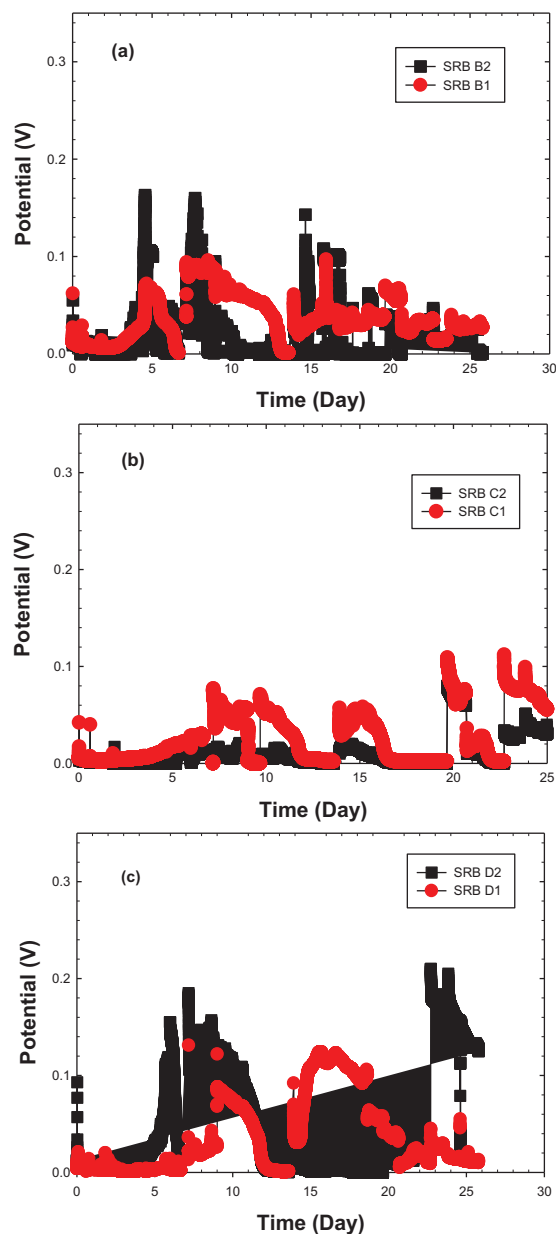 (a)
SRB B2
SRB B1
Potential (V)
0.3
0.2
0.1
0.0
0 5 10 15 20 25 30
Time (Day)
(b)
SRB C2
SRB C1
Potential (V)
0.3
0.2
0.1
0.0
0 5 10 15 20 25
Time (Day)
(c)
SRB D2
SRB D1
Potential (V)
0.3
0.2
0.1
0.0
0 5 10 15 20 25 30
Time (Day)